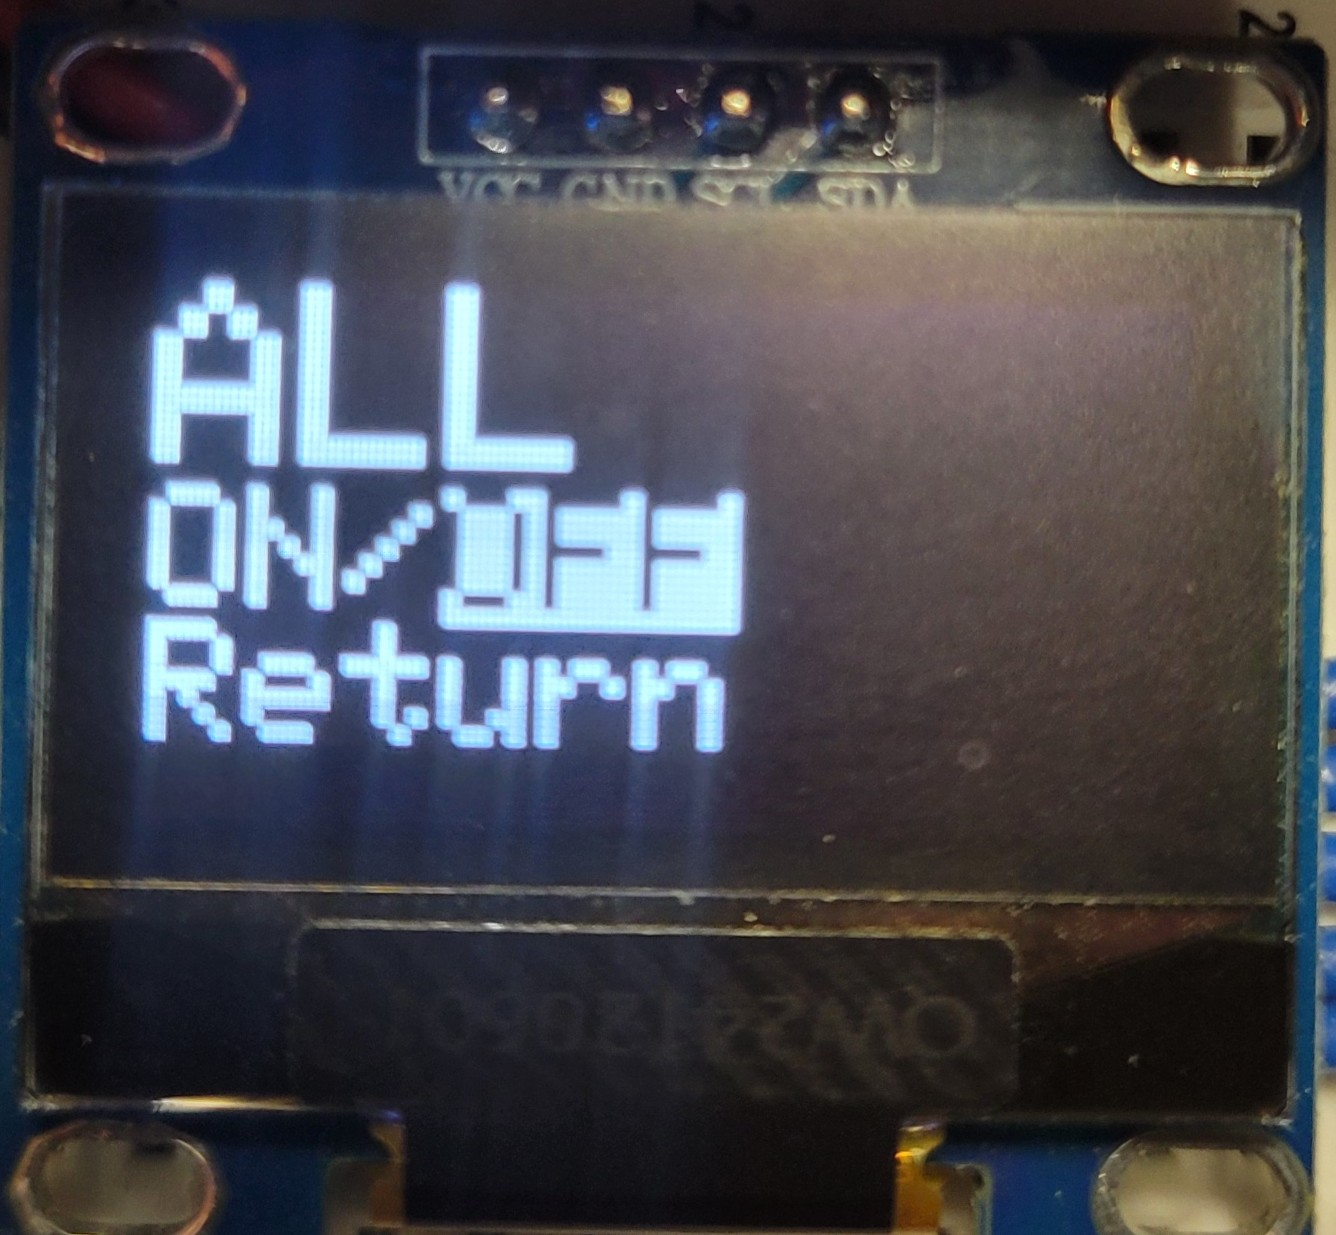 VCC GND SCL SDA
ALL
ON/OFF
Return